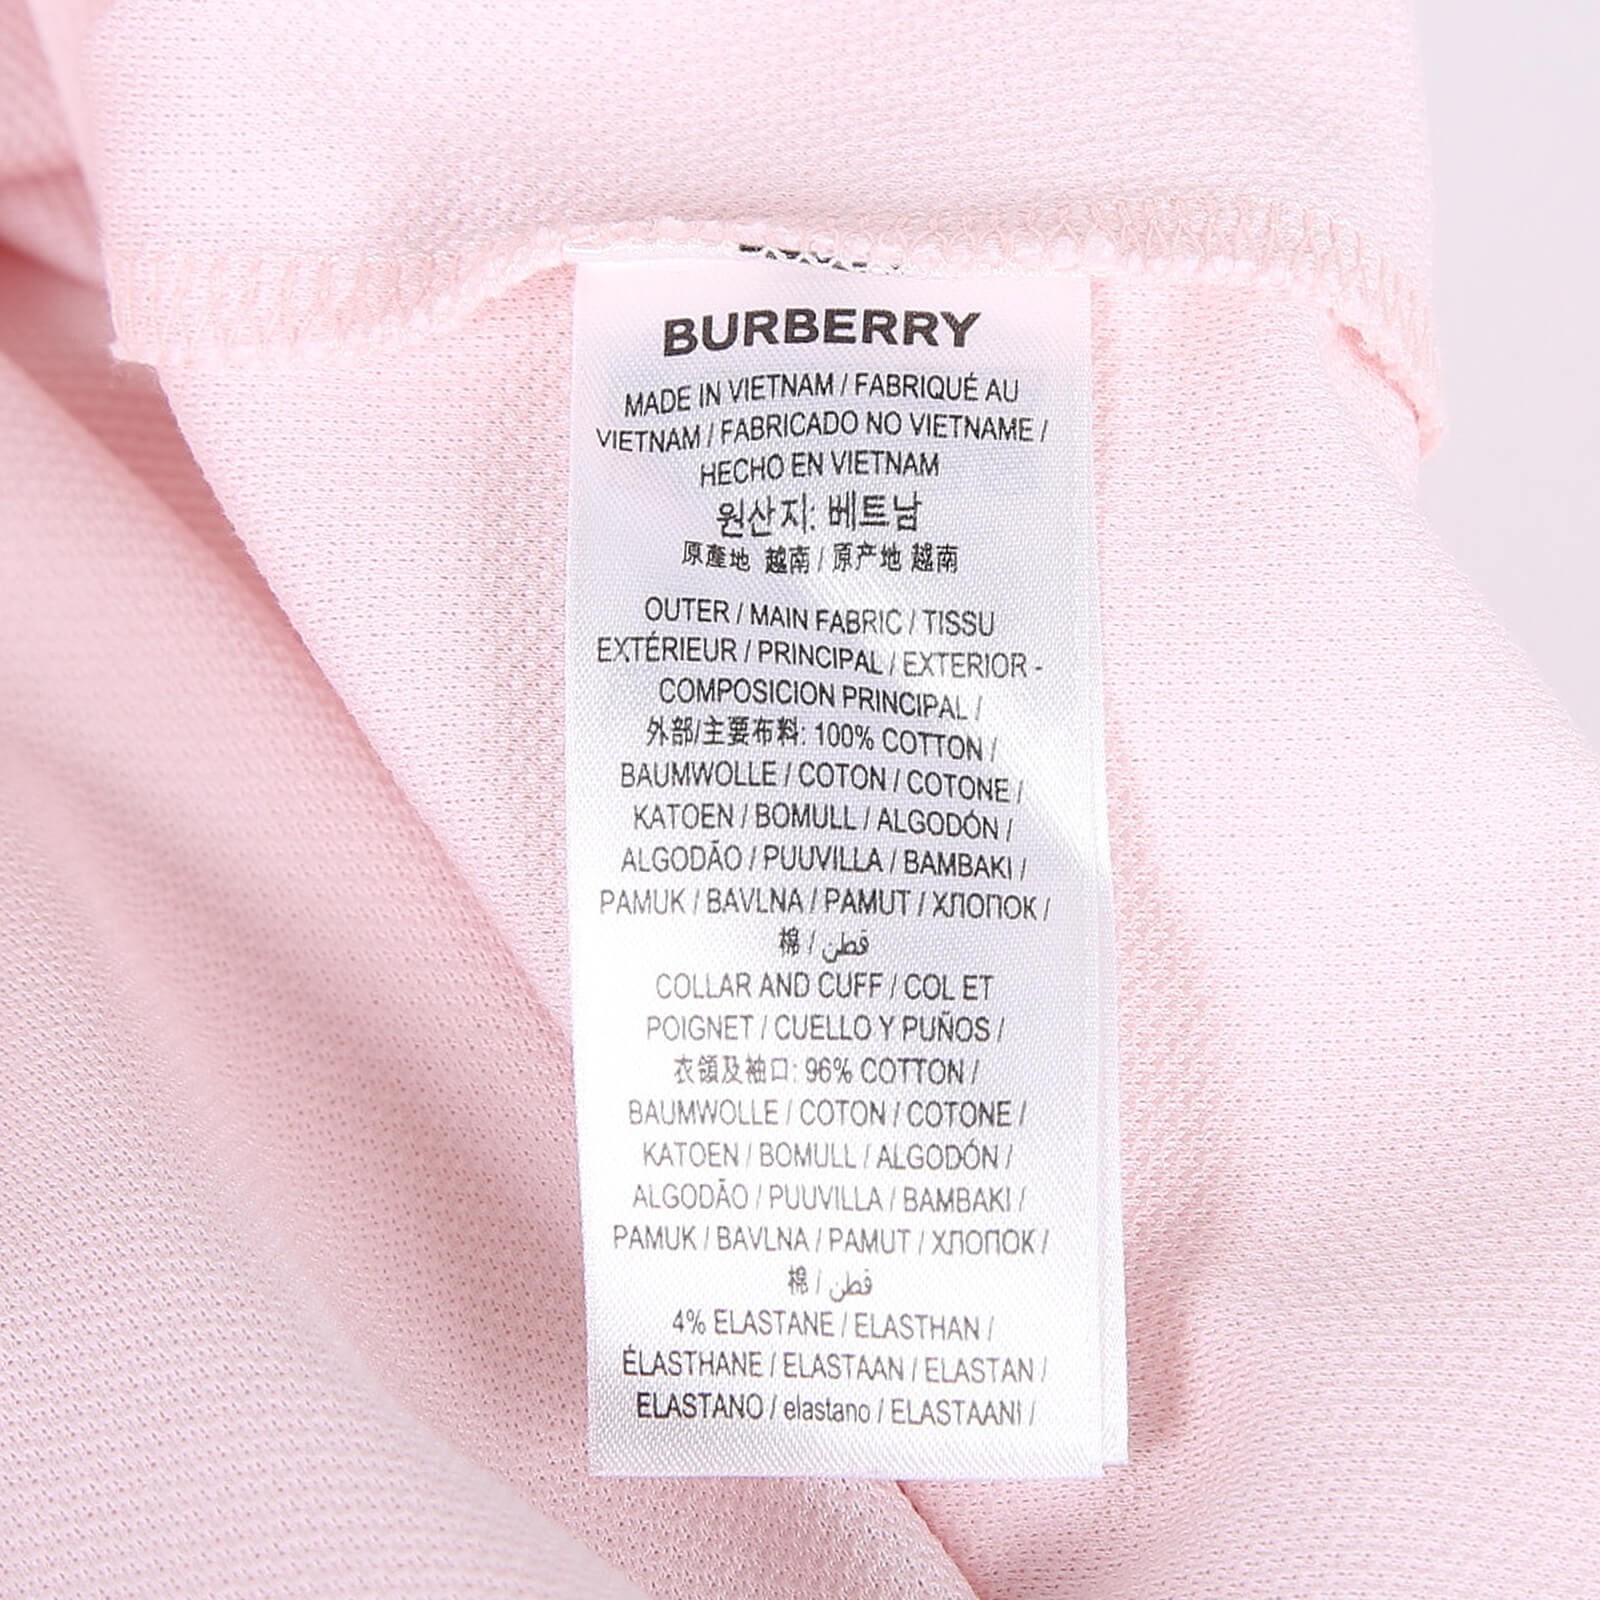 BURBERRY
MADE IN VIETNAM / FABRIQUÉ AU
VIETNAM / FABRICADO NO VIETNAME /
HECHO EN VIETNAM
원산지: 베트남
原產地 越南 / 原产地 越南
OUTER / MAIN FABRIC / TISSU
EXTÉRIEUR / PRINCIPAL / EXTERIOR -
COMPOSICION PRINCIPAL /
外部/主要布料: 100% COTTON /
BAUMWOLLE / COTON / COTONE /
KATOEN / BOMULL / ALGODÓN /
ALGODÃO / PUUVILLA / BAMBAKI /
PAMUK / BAVLNA / PAMUT / ХЛОПОК /
棉 / قطن
COLLAR AND CUFF / COL ET
POIGNET / CUELLO Y PUÑOS /
衣領及袖口: 96% COTTON /
BAUMWOLLE / COTON / COTONE /
KATOEN / BOMULL / ALGODÓN /
ALGODÃO / PUUVILLA / BAMBAKI /
PAMUK / BAVLNA / PAMUT / ХЛОПОК /
棉 / قطن
4% ELASTANE / ELASTHAN /
ÉLASTHANE / ELASTAAN / ELASTAN /
ELASTANO / elastano / ELASTAANI /